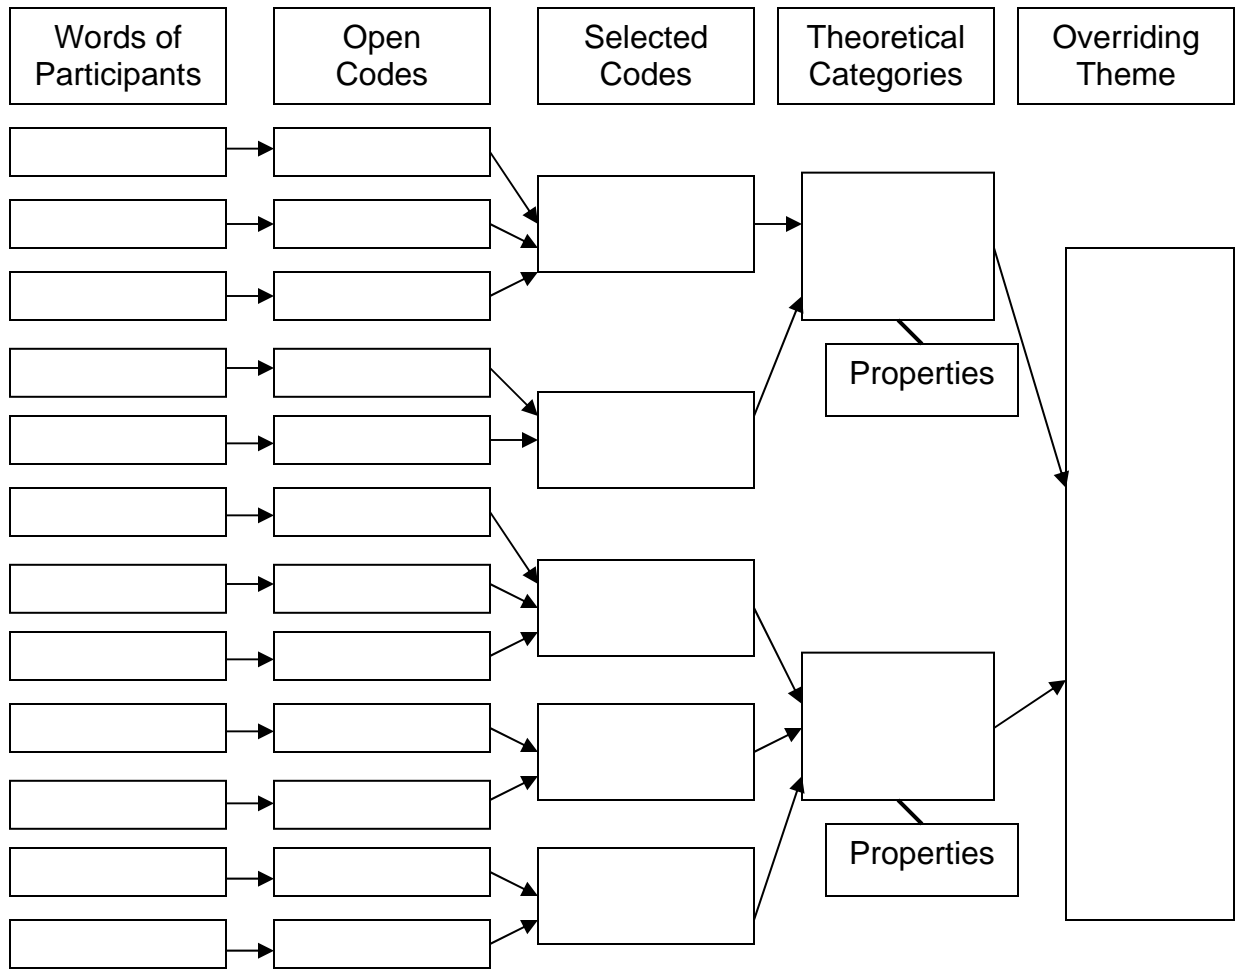 Words of
Participants
Open
Codes
Selected
Codes
Theoretical
Categories
Overriding
Theme
Properties
Properties